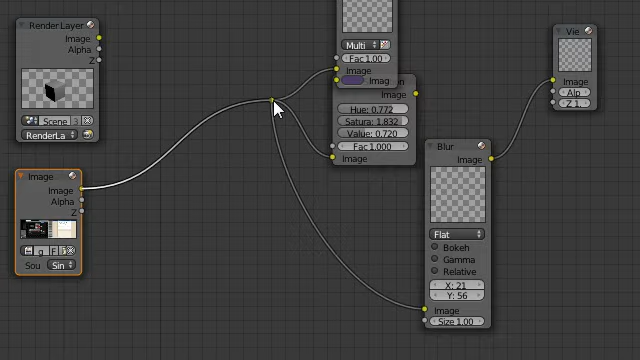 Render Layer
Image
Alpha
Z
Scene
3
RenderLa
Image
Image
Alpha
Z
g
F
Sou
Sin
Multi
Fac 1.00
Image
Imag
on
Image
Hue: 0.772
Satura: 1.832
Value: 0.720
Fac 1.000
Image
Blur
Image
Flat
Bokeh
Gamma
Relative
X: 21
Y: 56
Image
Size 1.00
Vie
Image
Alp
Z 1.